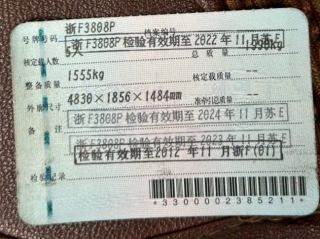 浙F3808P
号牌号码 档案编号
浙F3808P检验有效期至2022年11月苏E
核定载人数 5人 总质量 1990kg
整备质量 1555kg 核定载质量
外廓尺寸 4830×1856×1484mm 准牵引总质量
浙F3808P检验有效期至2024年11月苏E
备注
浙F3808P检验有效期至2023年11月苏E
检验有效期至2012年11月浙F(01)
检验记录
*3300002385211*